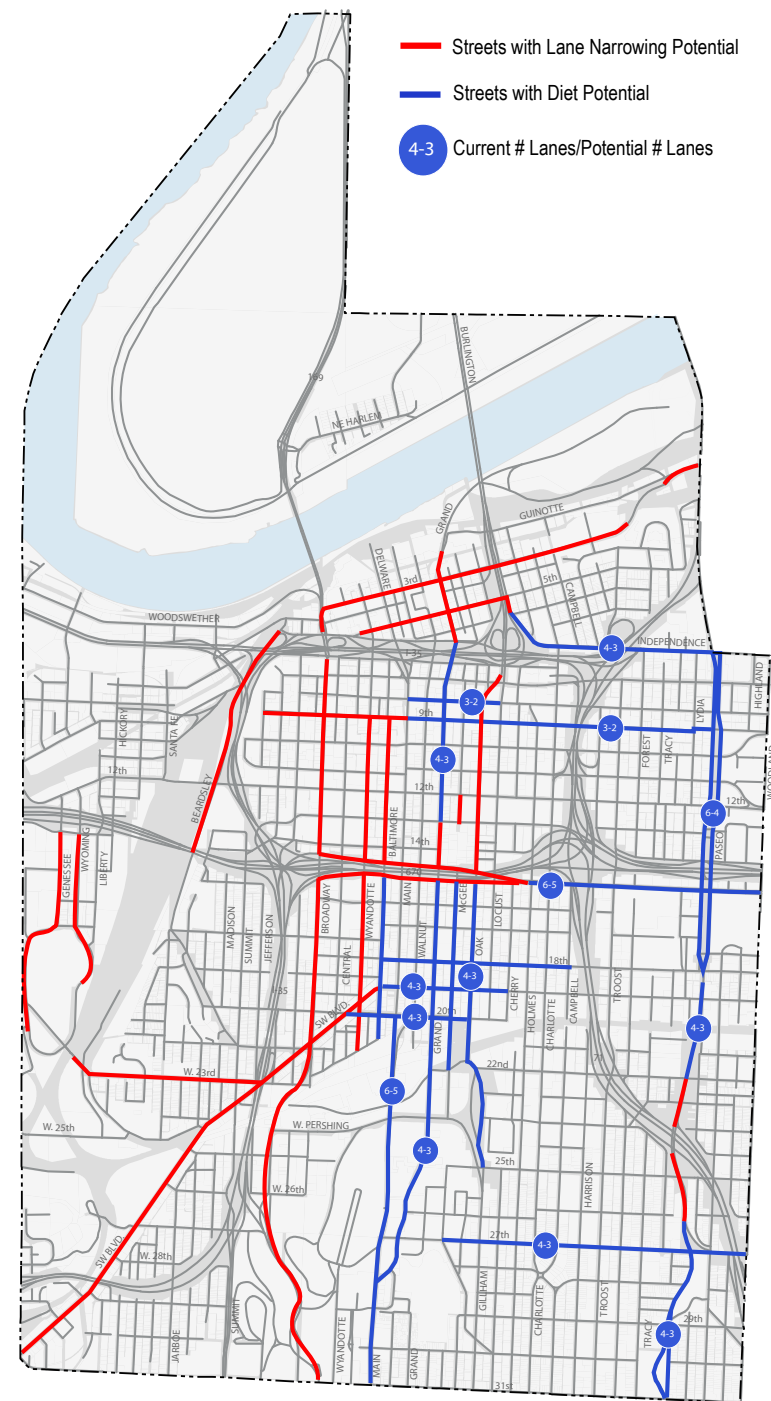 Streets with Lane Narrowing Potential
Streets with Diet Potential
4-3
Current # Lanes/Potential # Lanes
BURLINGTON
169
NE HARLEM
GRAND
GUINOTTE
DELWARE
3rd
5th
CAMPBELL
WOODSWETHER
INDEPENDENCE
I-35
4-3
HIGHLAND
3-2
LYDIA
9th
3-2
HICKORY
SANTA FE
FOREST
TRACY
12th
4-3
WOODLAND
BEARDSLEY
12th
12th
6-4
BALTIMORE
14th
PASEO
GENESSEE
WYOMING
LIBERTY
670
6-5
BROADWAY
WYANDOTTE
MAIN
McGEE
LOCUST
MADISON
SUMMIT
JEFFERSON
CENTRAL
WALNUT
OAK
18th
TROOST
I-35
4-3
4-3
CHERRY
HOLMES
CHARLOTTE
CAMPBELL
SW BLVD.
4-3
20th
4-3
GRAND
71
22nd
W. 23rd
6-5
W. 25th
W. PERSHING
4-3
25th
W. 26th
HARRISON
27th
4-3
SW BLVD.
W. 28th
GILLHAM
CHARLOTTE
TROOST
SUMMIT
29th
JARBOE
WYANDOTTE
MAIN
GRAND
TRACY
4-3
31st